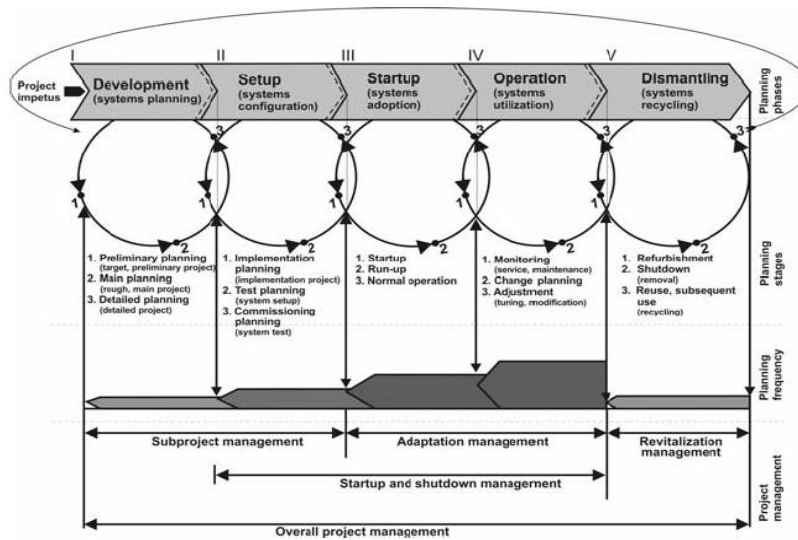 I II III IV V
Project
impetus
Development
(systems planning)
Setup
(systems
configuration)
Startup
(systems
adoption)
Operation
(systems
utilization)
Dismantling
(systems
recycling)
Planning
phases
3 3 3 3 3
1 1 1 1 1
2 2 2 2 2
1. Preliminary planning
(target, preliminary project)
2. Main planning
(rough, main project)
3. Detailed planning
(detailed project)
1. Implementation
planning
(implementation project)
2. Test planning
(system setup)
3. Commissioning
planning
(system test)
1. Startup
2. Run-up
3. Normal operation
1. Monitoring
(service, maintenance)
2. Change planning
3. Adjustment
(turing, modification)
1. Refurbishment
2. Shutdown
(removal)
3. Reuse, subsequent
use
(recycling)
Planning
stages
Planning
frequency
Subproject management
Adaptation management
Revitalization
management
Startup and shutdown management
Overall project management
Project
management